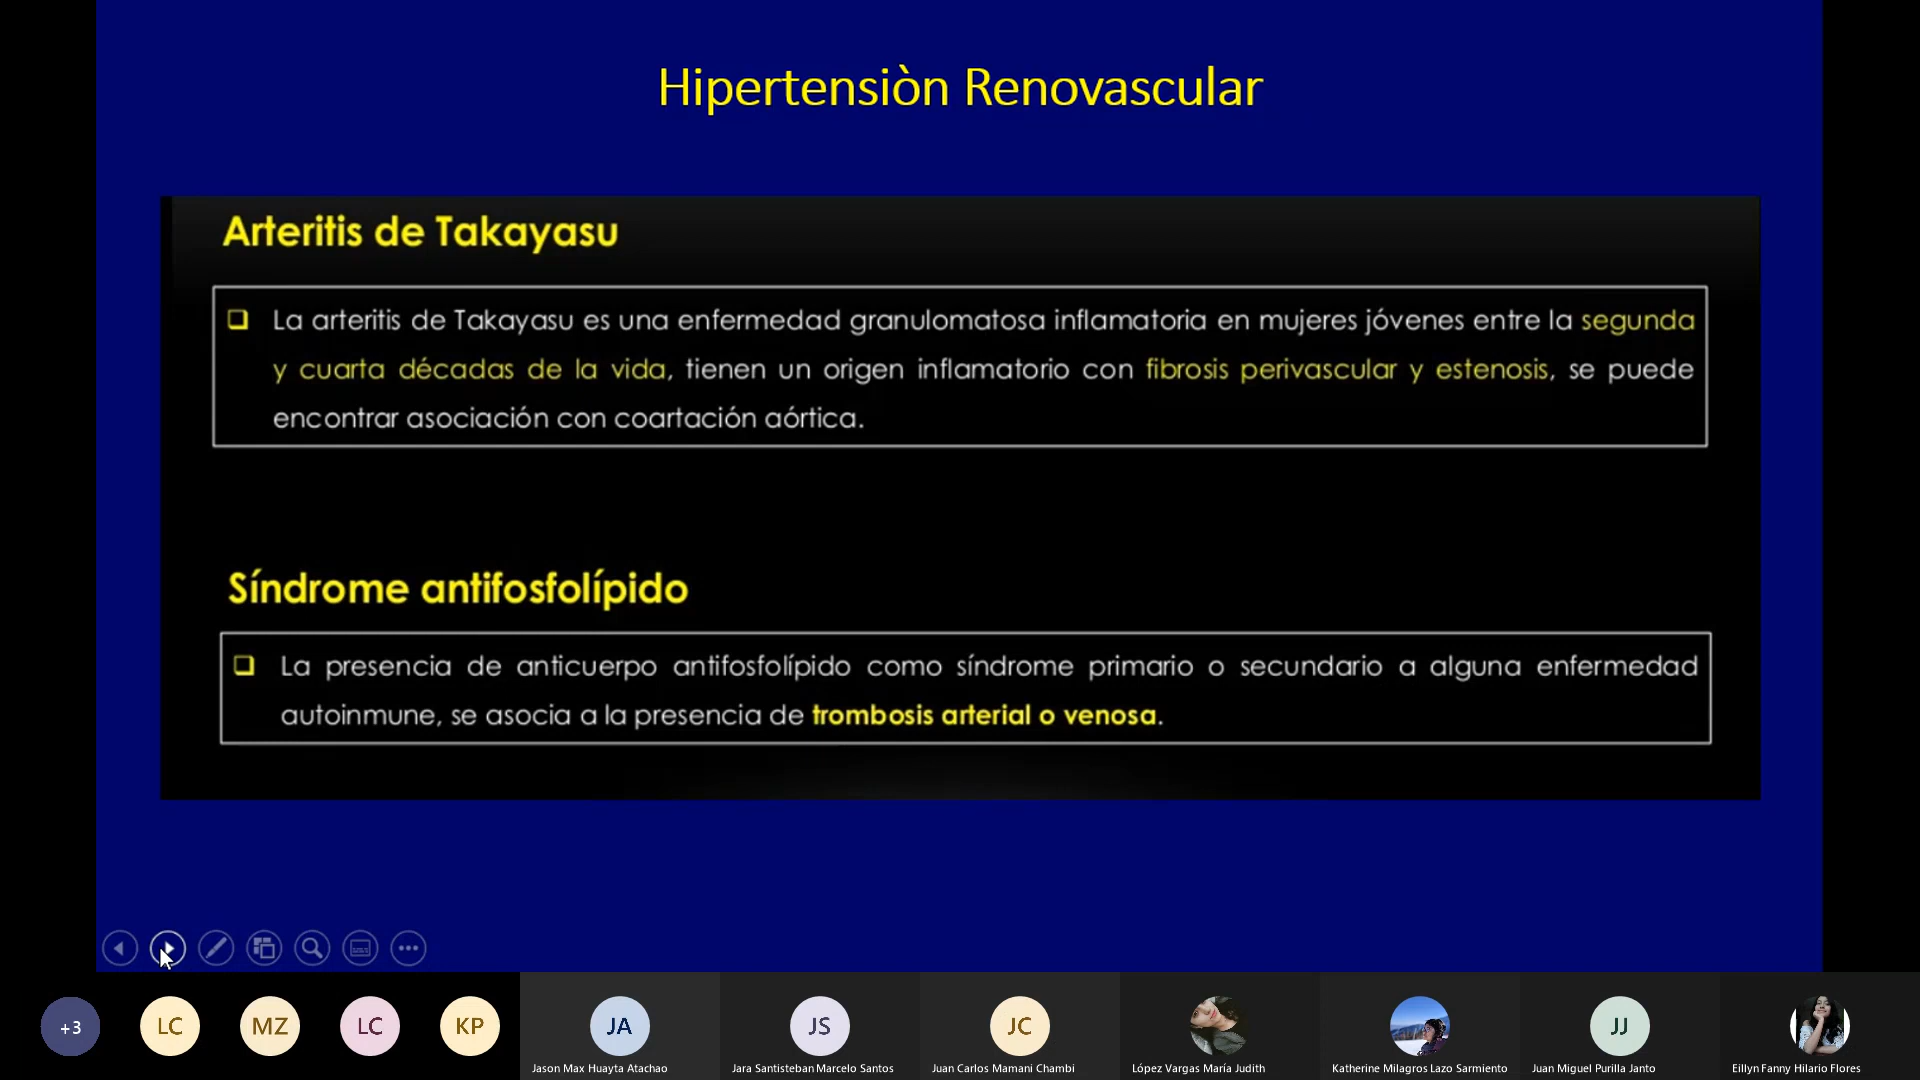 Hipertensiòn Renovascular
Arteritis de Takayasu
La arteritis de Takayasu es una enfermedad granulomatosa inflamatoria en mujeres jóvenes entre la segunda
y cuarta décadas de la vida, tienen un origen inflamatorio con fibrosis perivascular y estenosis, se puede
encontrar asociación con coartación aórtica.
Síndrome antifosfolípido
La presencia de anticuerpo antifosfolípido como síndrome primario o secundario a alguna enfermedad
autoinmune, se asocia a la presencia de trombosis arterial o venosa.
+3
LC
MZ
LC
KP
JA
JS
JC
JJ
Jason Max Huayta Atachao
Jara Santisteban Marcelo Santos
Juan Carlos Mamani Chambi
López Vargas María Judith
Katherine Milagros Lazo Sarmiento
Juan Miguel Purilla Janto
Eillyn Fanny Hilario Flores